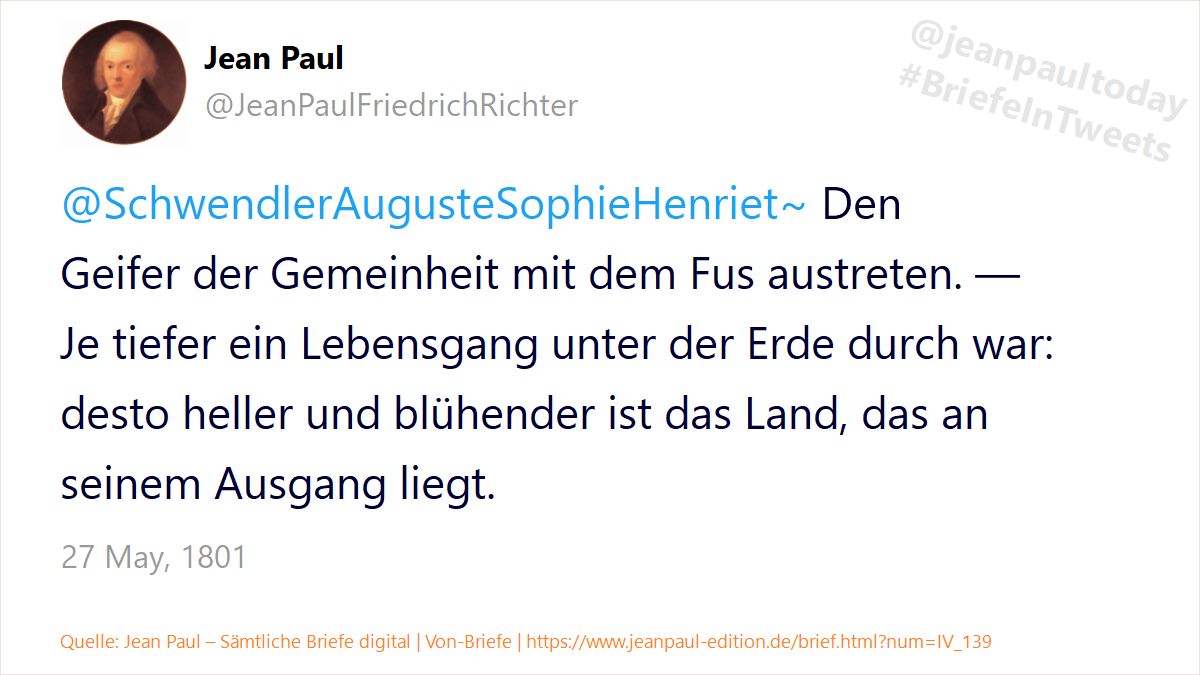 Jean Paul
@JeanPaulFriedrichRichter
@jeanpaultoday
#BriefeInTweets
@SchwendlerAugusteSophieHenriet~ Den
Geifer der Gemeinheit mit dem Fus austreten. —
Je tiefer ein Lebensgang unter der Erde durch war:
desto heller und blühender ist das Land, das an
seinem Ausgang liegt.
27 May, 1801
Quelle: Jean Paul – Sämtliche Briefe digital | Von-Briefe | https://www.jeanpaul-edition.de/brief.html?num=IV_139